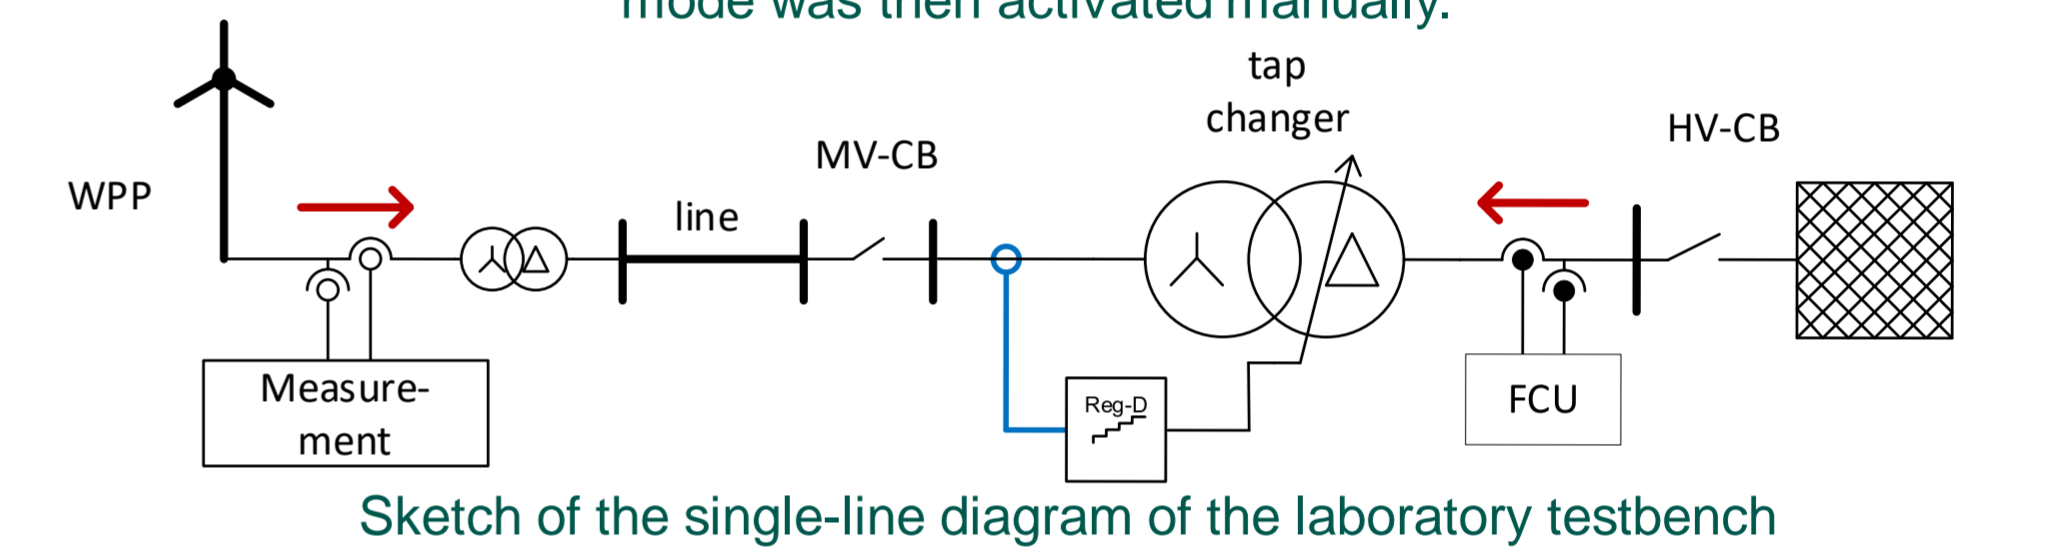 mode was then activated manually.
tap
changer
HV-CB
MV-CB
WPP
line
Measure-
ment
Reg-D
FCU
Sketch of the single-line diagram of the laboratory testbench